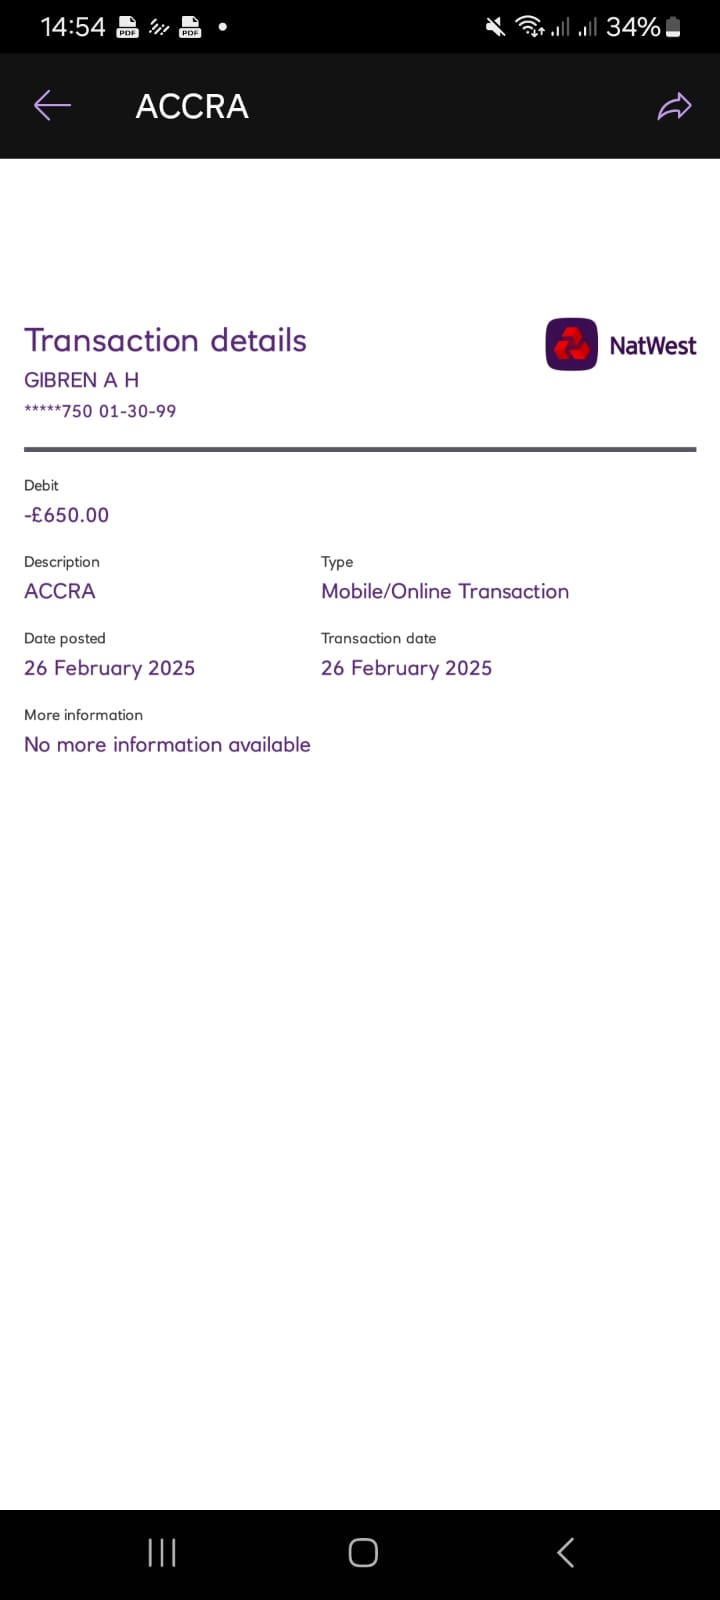 14:54 PDF PDF 34%
ACCRA
Transaction details
NatWest
GIBREN A H
*****750 01-30-99
Debit
-£650.00
Description Type
ACCRA Mobile/Online Transaction
Date posted Transaction date
26 February 2025 26 February 2025
More information
No more information available